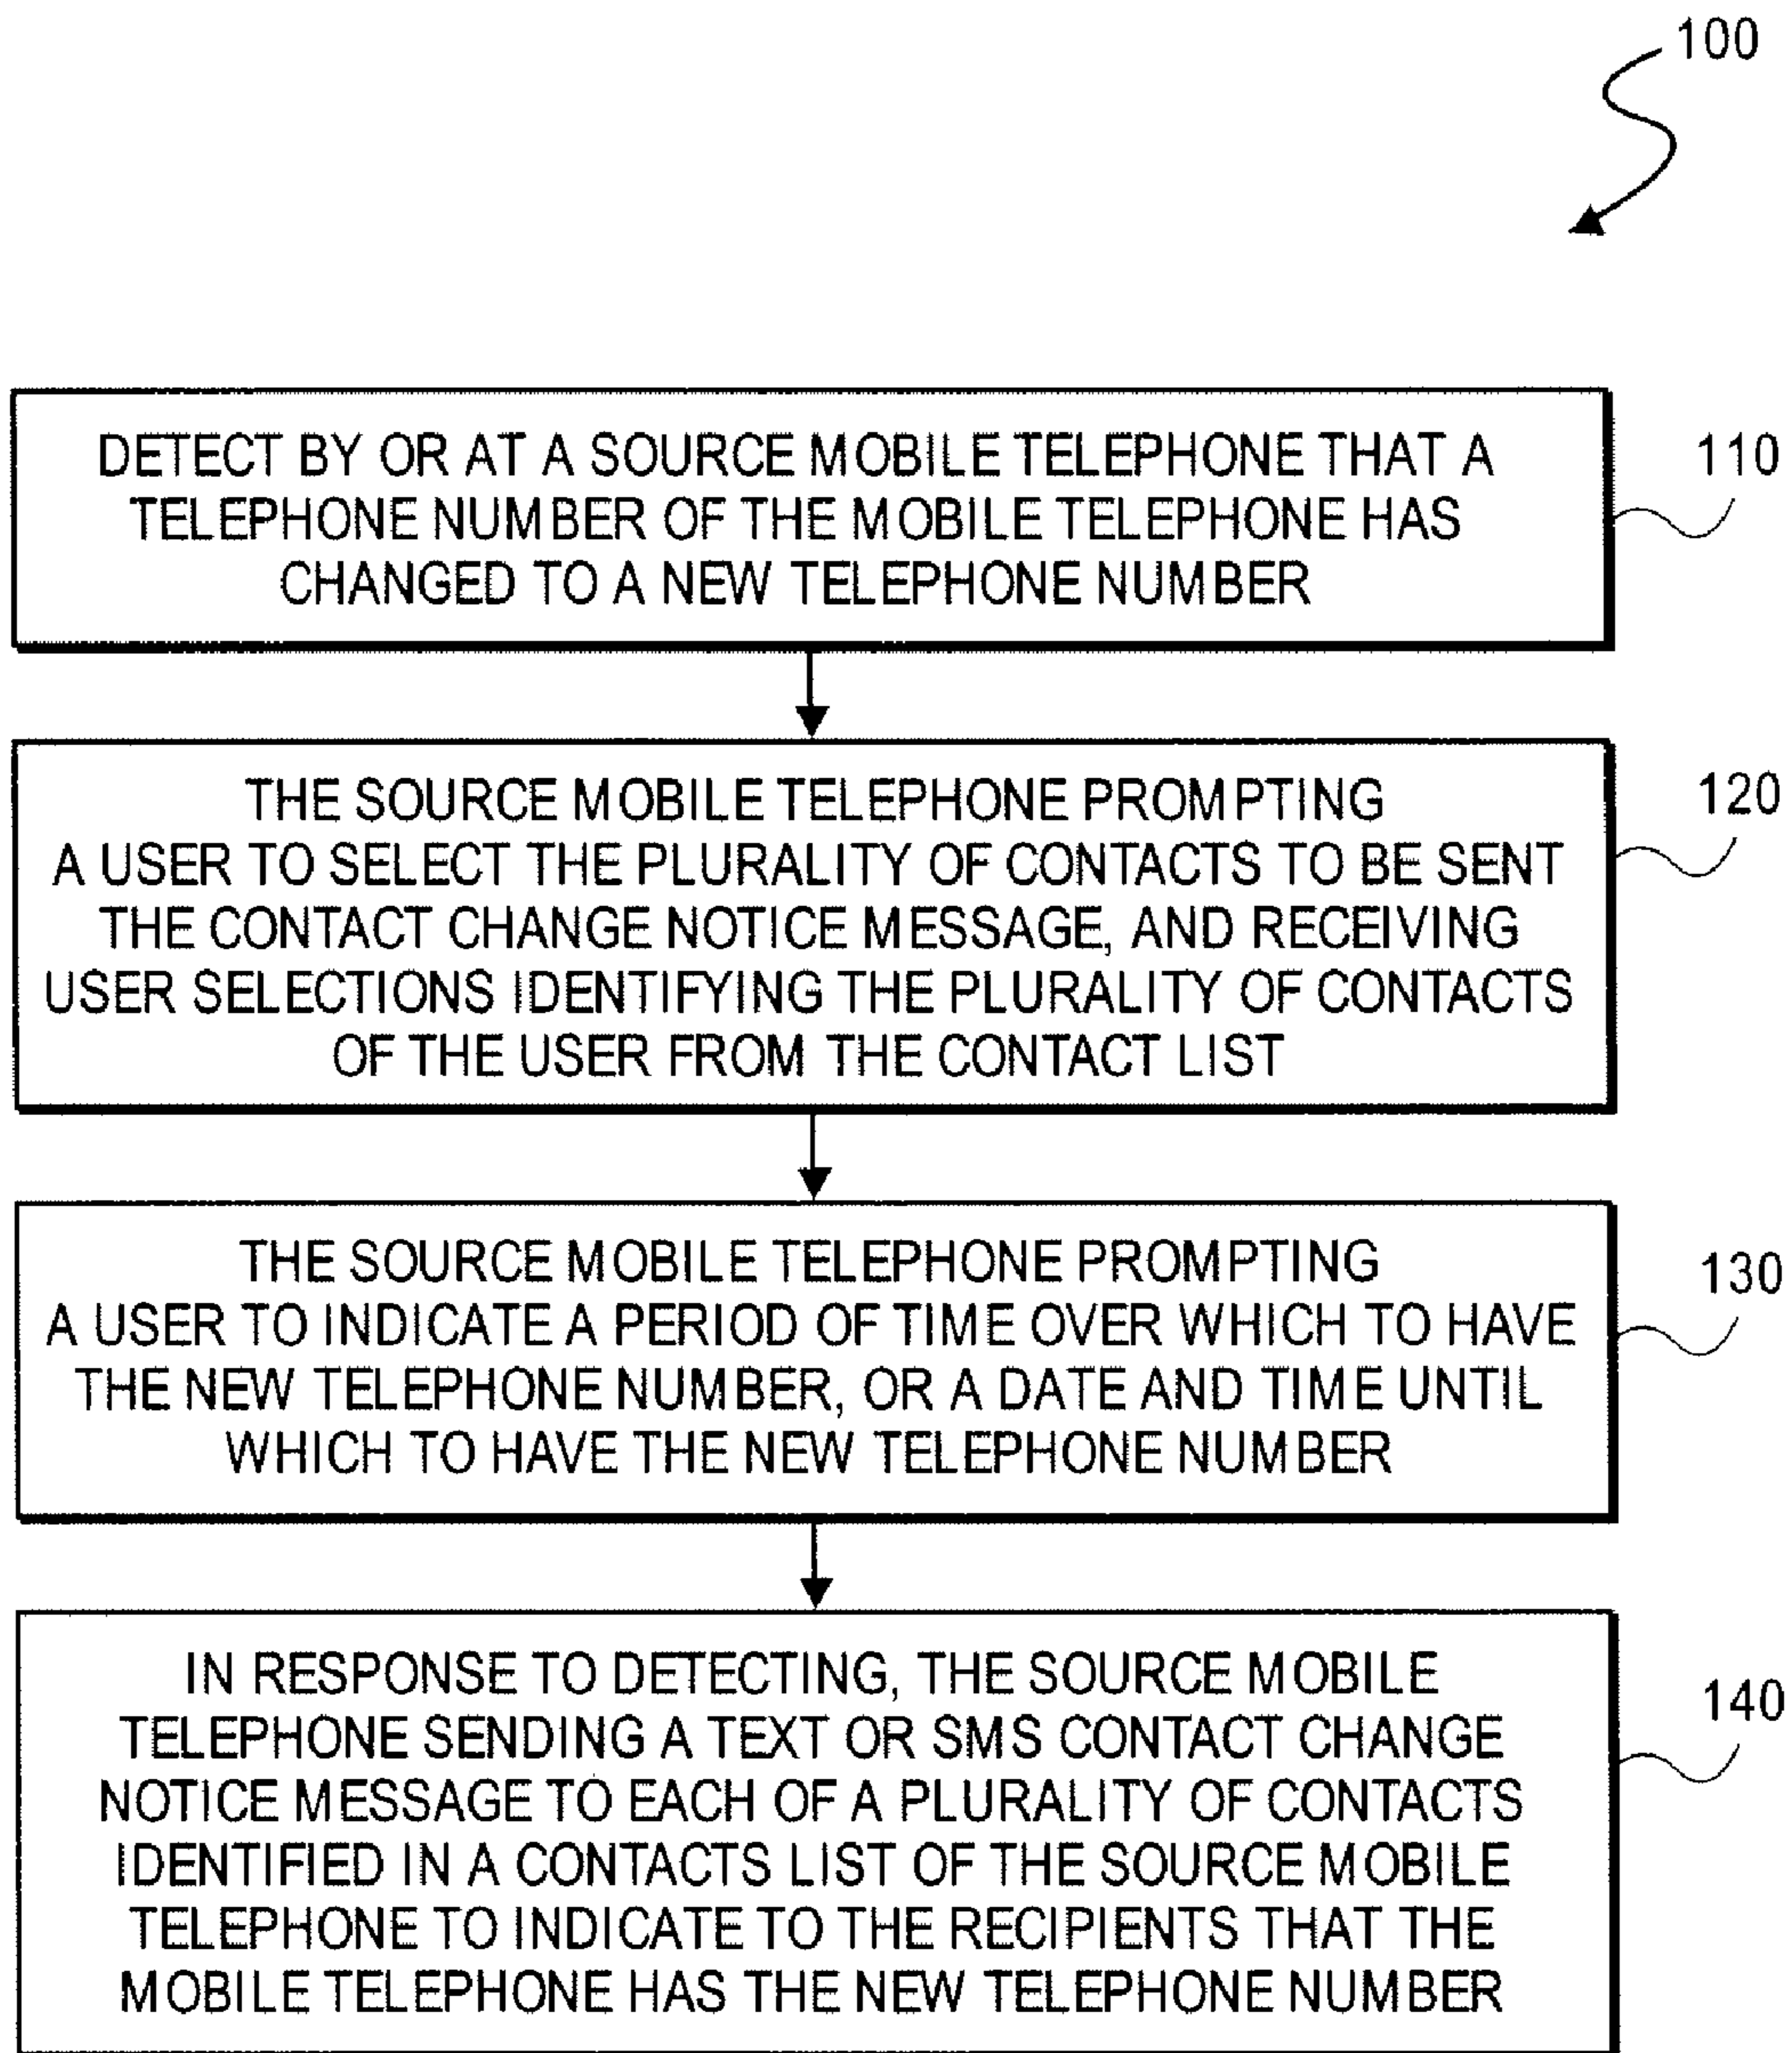 100
DETECT BY OR AT A SOURCE MOBILE TELEPHONE THAT A
TELEPHONE NUMBER OF THE MOBILE TELEPHONE HAS
CHANGED TO A NEW TELEPHONE NUMBER
110
THE SOURCE MOBILE TELEPHONE PROMPTING
A USER TO SELECT THE PLURALITY OF CONTACTS TO BE SENT
THE CONTACT CHANGE NOTICE MESSAGE, AND RECEIVING
USER SELECTIONS IDENTIFYING THE PLURALITY OF CONTACTS
OF THE USER FROM THE CONTACT LIST
120
THE SOURCE MOBILE TELEPHONE PROMPTING
A USER TO INDICATE A PERIOD OF TIME OVER WHICH TO HAVE
THE NEW TELEPHONE NUMBER, OR A DATE AND TIME UNTIL
WHICH TO HAVE THE NEW TELEPHONE NUMBER
130
IN RESPONSE TO DETECTING, THE SOURCE MOBILE
TELEPHONE SENDING A TEXT OR SMS CONTACT CHANGE
NOTICE MESSAGE TO EACH OF A PLURALITY OF CONTACTS
IDENTIFIED IN A CONTACTS LIST OF THE SOURCE MOBILE
TELEPHONE TO INDICATE TO THE RECIPIENTS THAT THE
MOBILE TELEPHONE HAS THE NEW TELEPHONE NUMBER
140